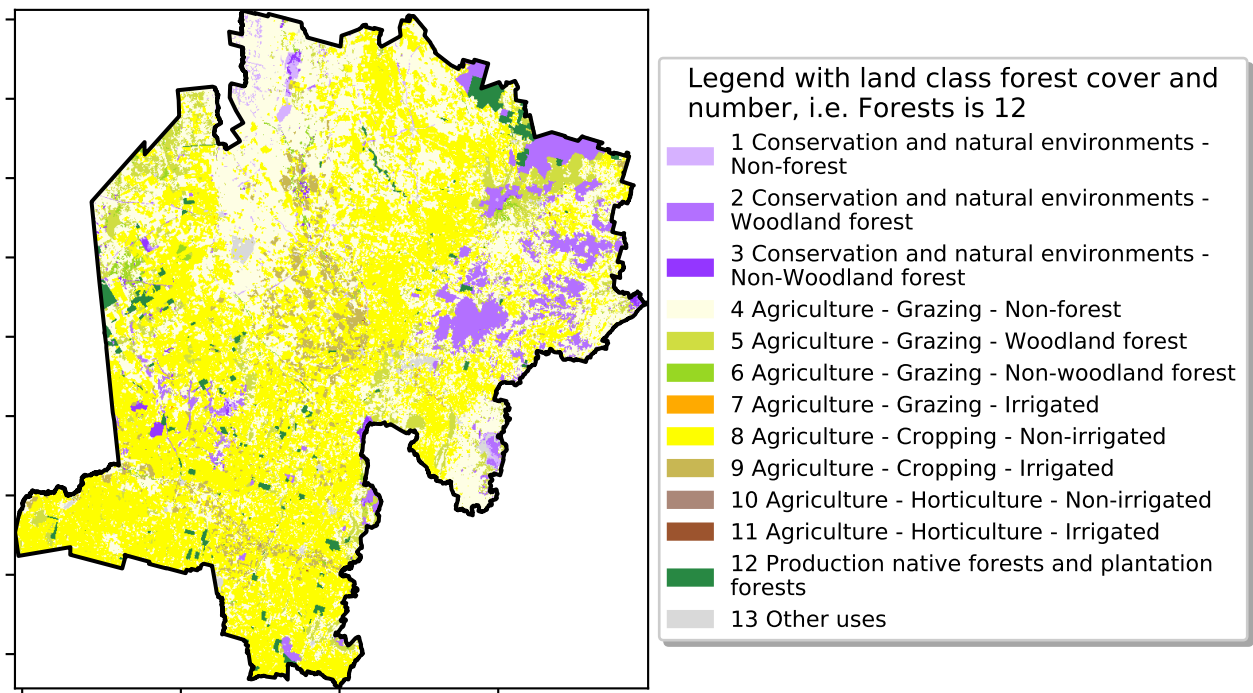 Legend with land class forest cover and
number, i.e. Forests is 12
1 Conservation and natural environments -
Non-forest
2 Conservation and natural environments -
Woodland forest
3 Conservation and natural environments -
Non-Woodland forest
4 Agriculture - Grazing - Non-forest
5 Agriculture - Grazing - Woodland forest
6 Agriculture - Grazing - Non-woodland forest
7 Agriculture - Grazing - Irrigated
8 Agriculture - Cropping - Non-irrigated
9 Agriculture - Cropping - Irrigated
10 Agriculture - Horticulture - Non-irrigated
11 Agriculture - Horticulture - Irrigated
12 Production native forests and plantation
forests
13 Other uses